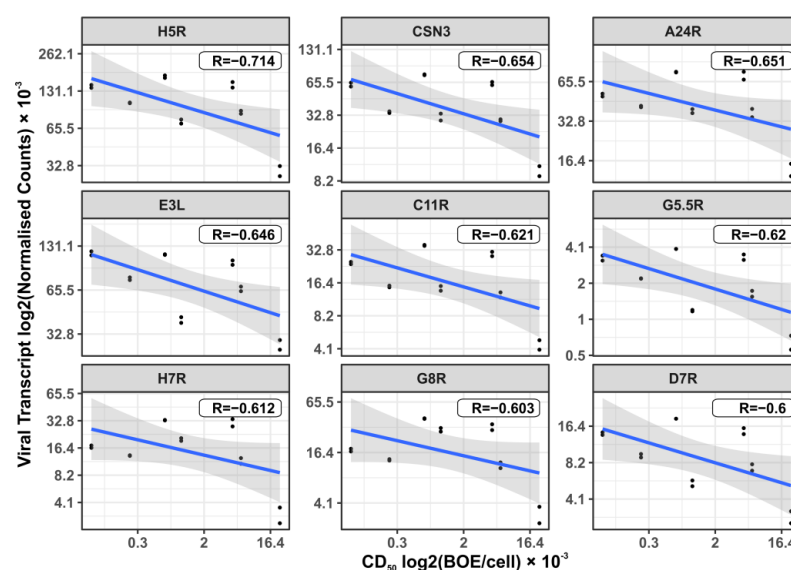 H5R
CSN3
A24R
R=−0.714
R=−0.654
R=−0.651
262.1
131.1
65.5
32.8
131.1
65.5
32.8
16.4
8.2
65.5
32.8
16.4
E3L
C11R
G5.5R
R=−0.646
R=−0.621
R=−0.62
131.1
65.5
32.8
32.8
16.4
8.2
4.1
4.1
2
1
0.5
H7R
G8R
D7R
R=−0.612
R=−0.603
R=−0.6
65.5
32.8
16.4
8.2
4.1
65.5
16.4
4.1
16.4
8.2
4.1
0.3 2 16.4
0.3 2 16.4
0.3 2 16.4
Viral Transcript log2(Normalised Counts) × 10⁻³
CD₅₀ log2(BOE/cell) × 10⁻³